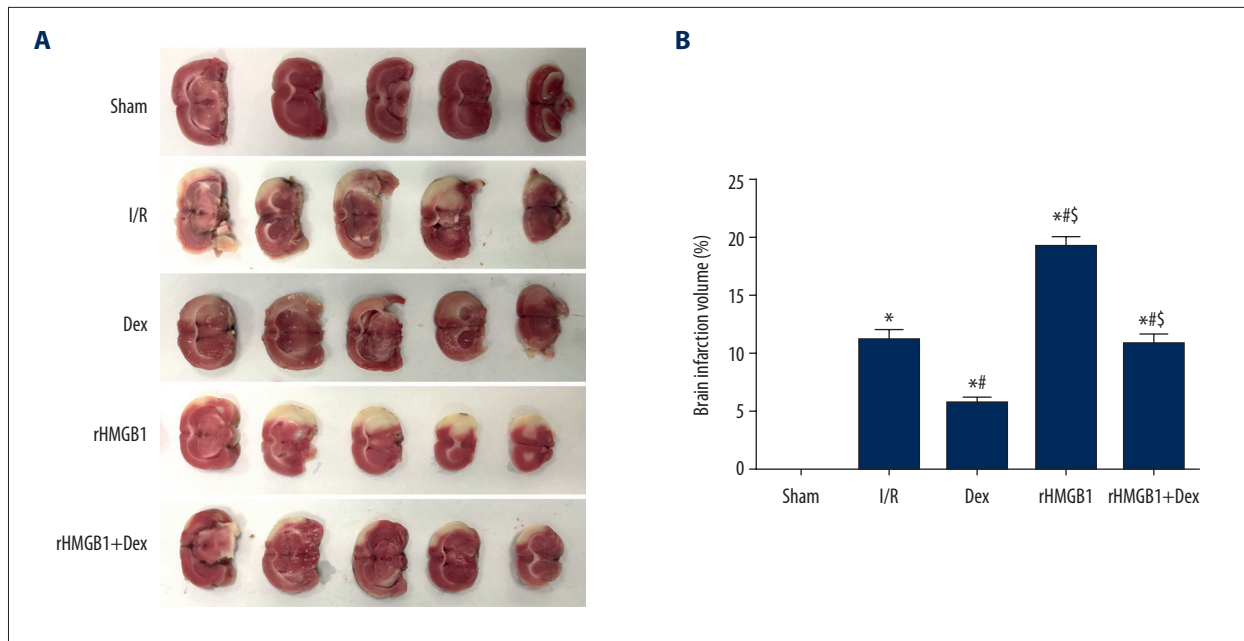 A
Sham
I/R
Dex
rHMGB1
rHMGB1+Dex
B
Brain infarction volume (%)
25
20
15
10
5
0
*
*#
*#$
*#$
Sham I/R Dex rHMGB1 rHMGB1+Dex